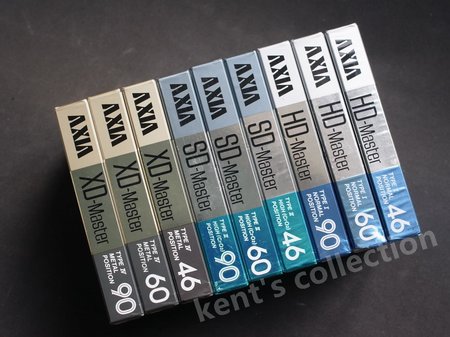 AXIA
XD-Master
TYPE IV
METAL
POSITION
90
AXIA
XD-Master
TYPE IV
METAL
POSITION
60
AXIA
XD-Master
TYPE IV
METAL
POSITION
46
AXIA
SD-Master
TYPE II
HIGH (CrO2)
POSITION
90
AXIA
SD-Master
TYPE II
HIGH (CrO2)
POSITION
60
AXIA
SD-Master
TYPE II
HIGH (CrO2)
POSITION
46
AXIA
HD-Master
TYPE I
NORMAL
POSITION
90
AXIA
HD-Master
TYPE I
NORMAL
POSITION
60
AXIA
HD-Master
TYPE I
NORMAL
POSITION
46
kent's collection